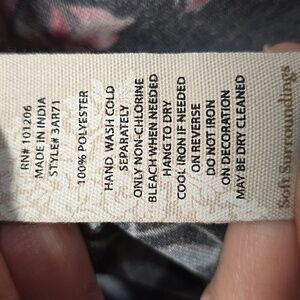 RN# 101206
MADE IN INDIA
STYLE# 3AR71
100% POLYESTER
HAND WASH COLD
SEPARATELY
ONLY NON-CHLORINE
BLEACH WHEN NEEDED
HANG TO DRY
COOL IRON IF NEEDED
ON REVERSE
DO NOT IRON
ON DECORATION
MAY BE DRY CLEANED
Soft Surroundings